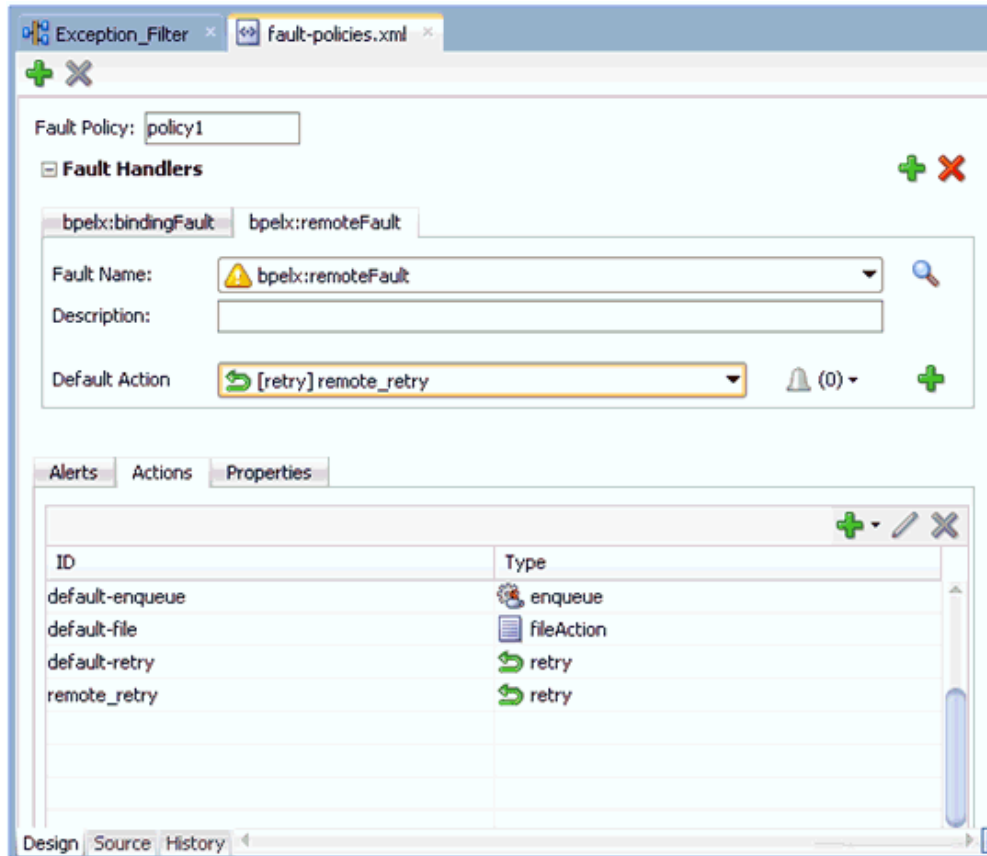 Exception_Filter fault-policies.xml
Fault Policy: policy1
Fault Handlers
bpelx:bindingFault bpelx:remoteFault
Fault Name: bpelx:remoteFault
Description:
Default Action [retry] remote_retry (0)
Alerts Actions Properties
ID Type
default-enqueue enqueue
default-file fileAction
default-retry retry
remote_retry retry
Design Source History